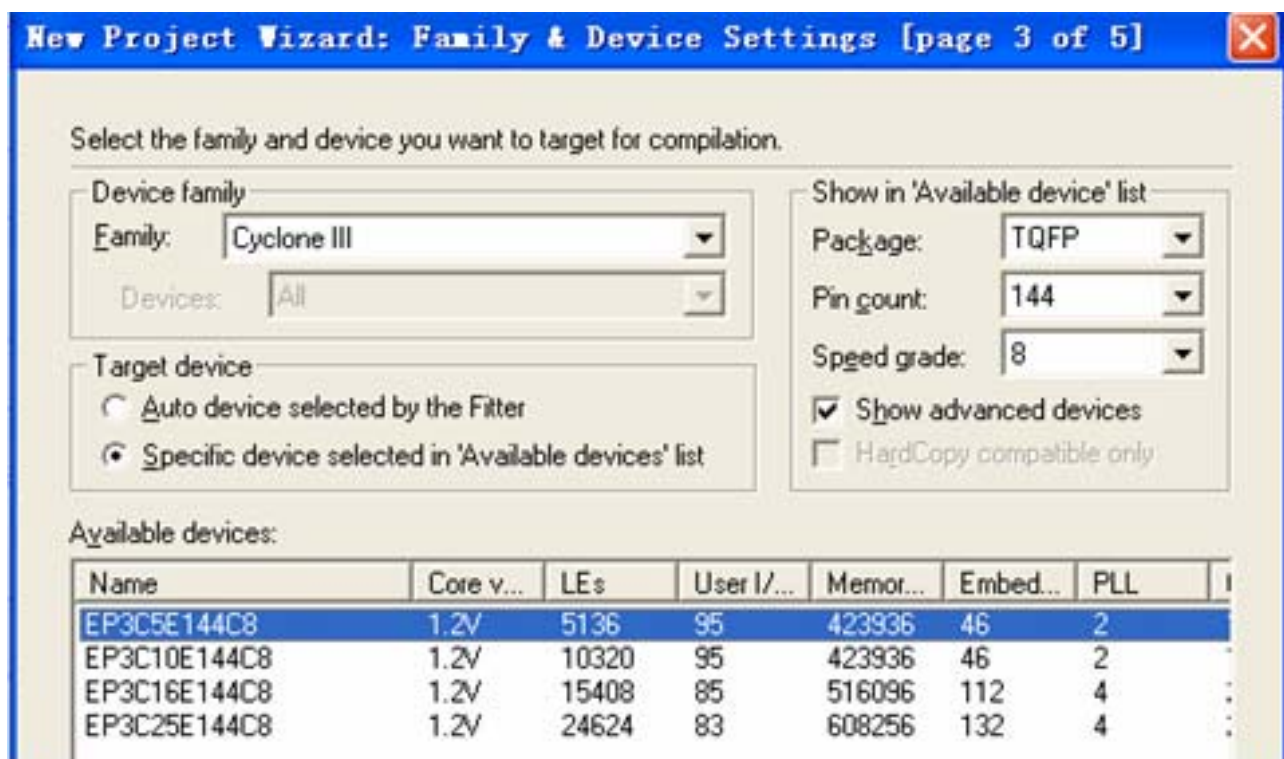 New Project Wizard: Family & Device Settings [page 3 of 5]
Select the family and device you want to target for compilation.
Device family
Family: Cyclone III
Devices: All
Show in 'Available device' list
Package: TQFP
Pin count: 144
Speed grade: 8
Show advanced devices
HardCopy compatible only
Target device
Auto device selected by the Fitter
Specific device selected in 'Available devices' list
Available devices:
Name Core v... LEs User I/... Memor... Embed... PLL
EP3C5E144C8 1.2V 5136 95 423936 46 2
EP3C10E144C8 1.2V 10320 95 423936 46 2
EP3C16E144C8 1.2V 15408 85 516096 112 4
EP3C25E144C8 1.2V 24624 83 608256 132 4